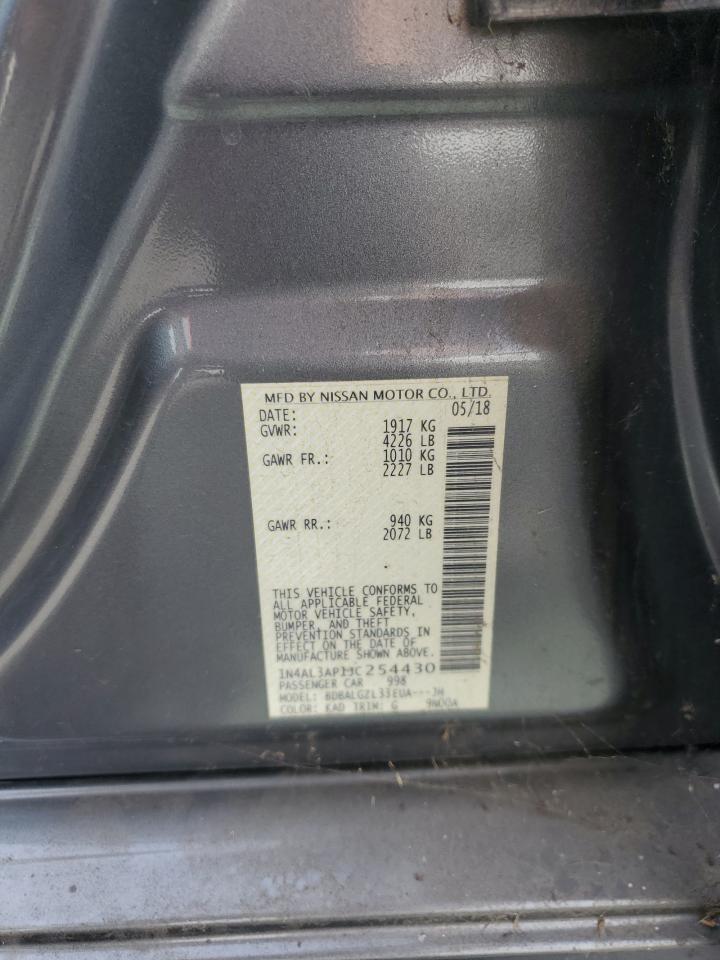 MFD BY NISSAN MOTOR CO., LTD.
DATE: 05/18
GVWR: 1917 KG
4226 LB
GAWR FR.: 1010 KG
2227 LB
GAWR RR.: 940 KG
2072 LB
THIS VEHICLE CONFORMS TO
ALL APPLICABLE FEDERAL
MOTOR VEHICLE SAFETY,
BUMPER, AND THEFT
PREVENTION STANDARDS IN
EFFECT ON THE DATE OF
MANUFACTURE SHOWN ABOVE.
1N4AL3AP1JC254430
PASSENGER CAR 998
MODEL: BDBALGZL33EUA---JH
COLOR: KAD TRIM: G